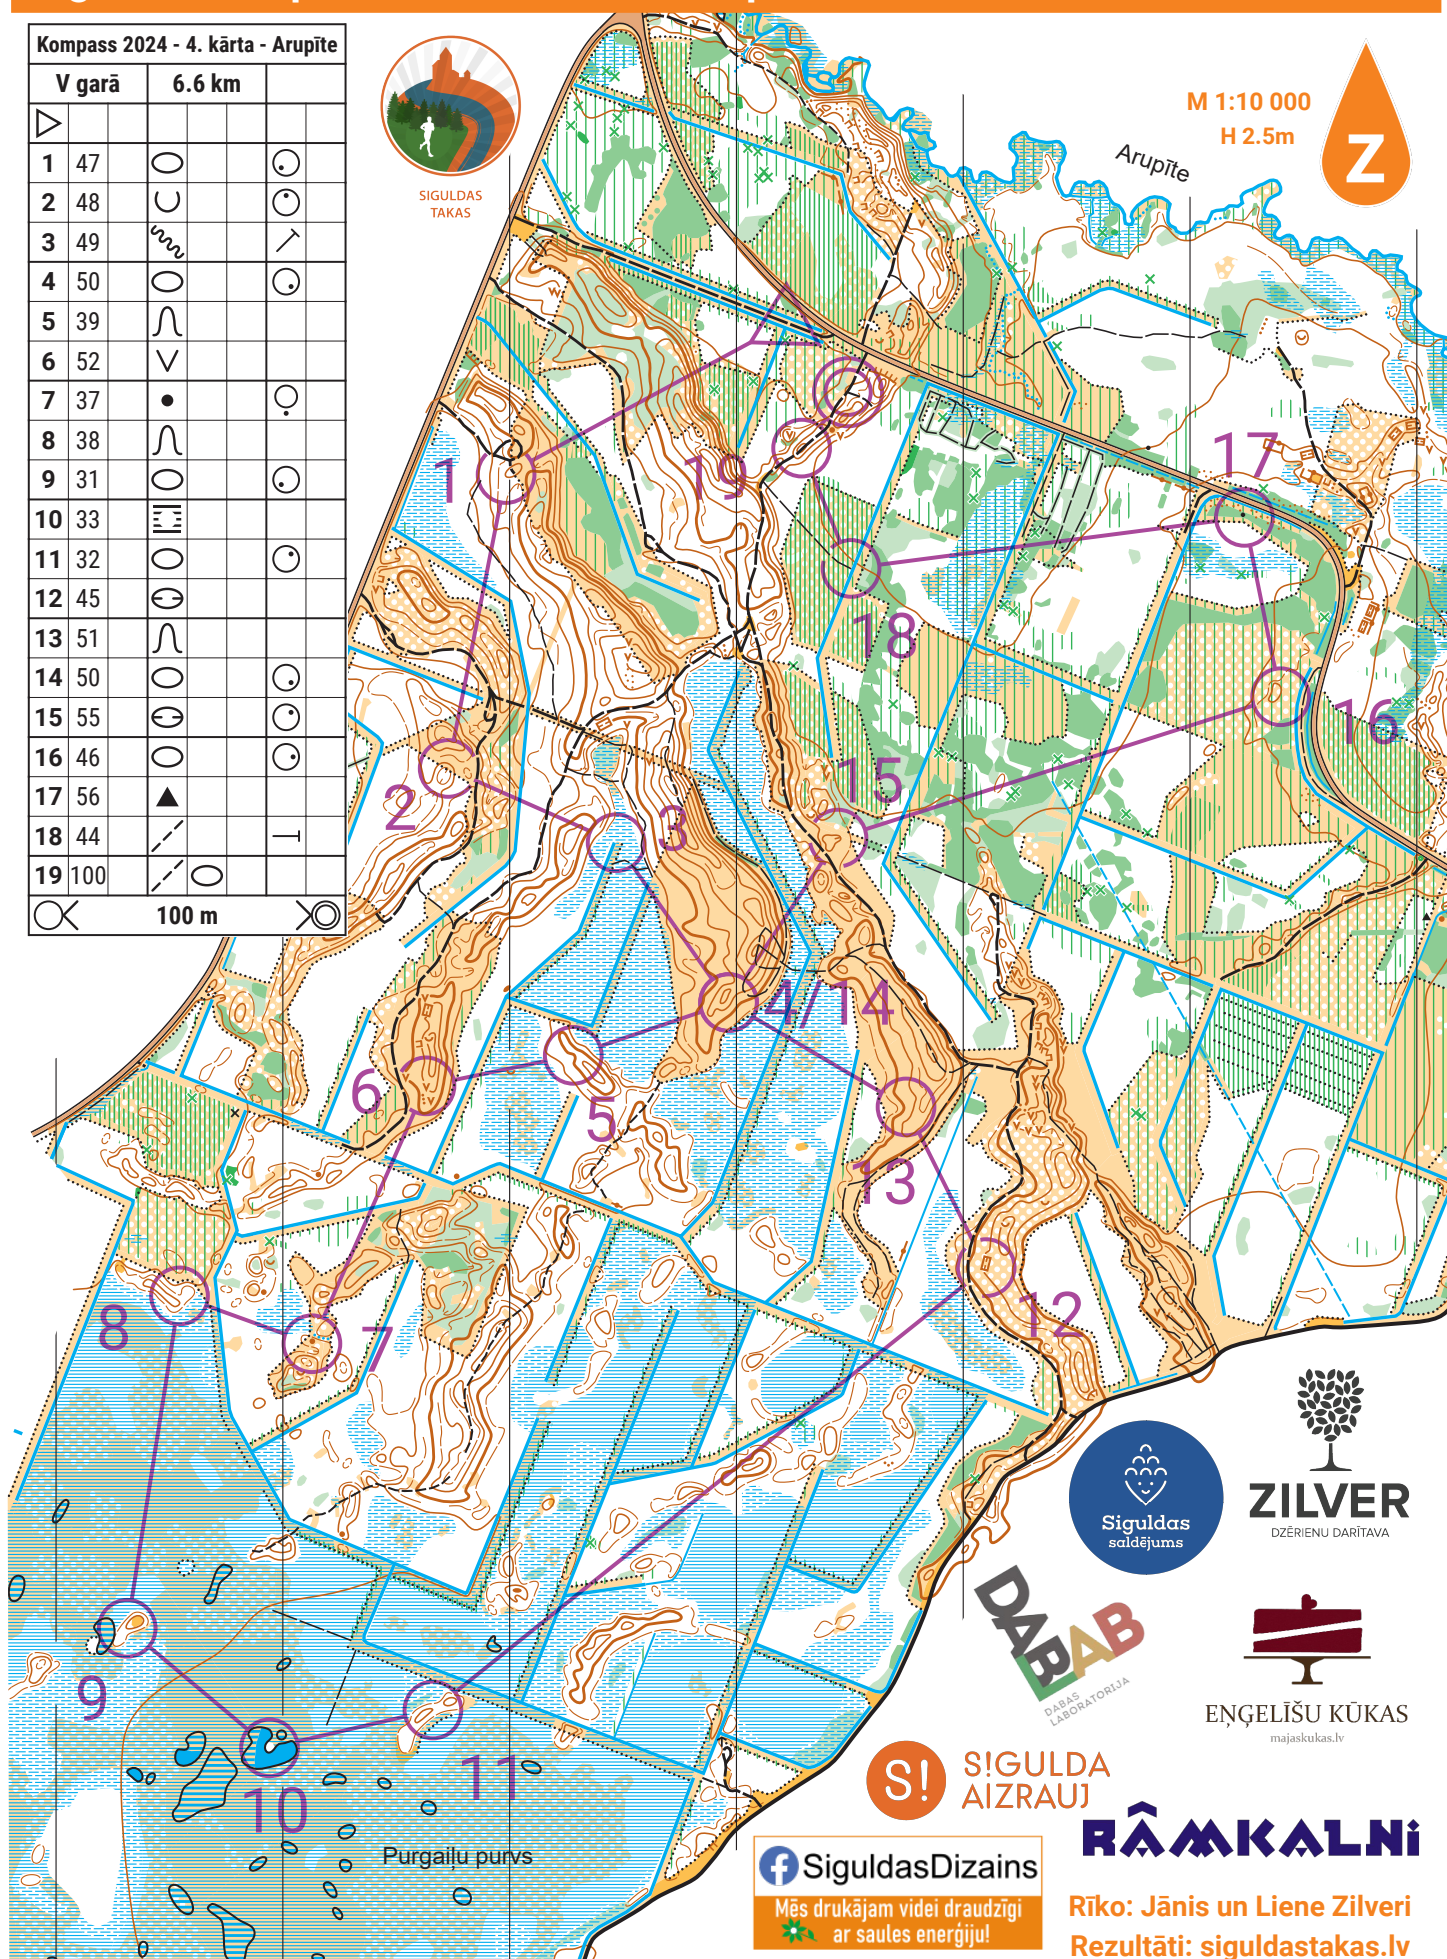 Kompass 2024 - 4. kārta - Arupīte
V garā 6.6 km
1 47
2 48
3 49
4 50
5 39
6 52
7 37
8 38
9 31
10 33
11 32
12 45
13 51
14 50
15 55
16 46
17 56
18 44
19 100
100 m
SIGULDAS
TAKAS
M 1:10 000
H 2.5m
Z
Arupīte
1
2
3
4/14
5
6
7
8
9
10
11
12
13
15
16
17
18
19
Purgaiļu purvs
Siguldas
saldējums
ZILVER
DZĒRIENU DARĪTAVA
DABLAB
DABAS
LABORATORIJA
EŅĢELĪŠU KŪKAS
majaskukas.lv
S!
S!GULDA
AIZRAUJ
RÂMKALNi
SiguldasDizains
Mēs drukājam videi draudzīgi
ar saules enerģiju!
Rīko: Jānis un Liene Zilveri
Rezultāti: siguldastakas.lv